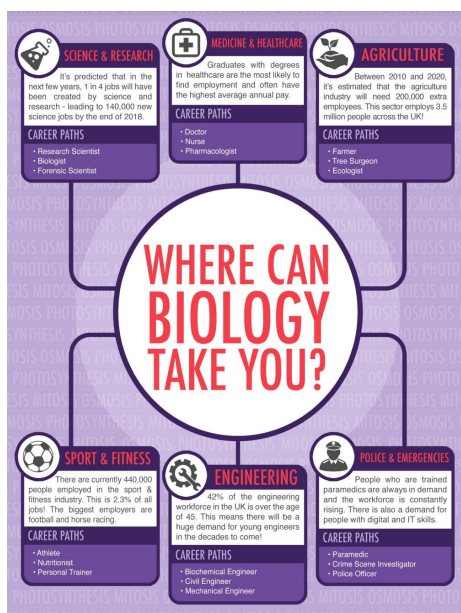 SCIENCE & RESEARCH
It's predicted that in the
next few years, 1 in 4 jobs will have
been created by science and
research - leading to 140,000 new
science jobs by the end of 2018.
CAREER PATHS
• Research Scientist
• Biologist
• Forensic Scientist
MEDICINE & HEALTHCARE
Graduates with degrees
in healthcare are the most likely to
find employment and often have
the highest average annual pay.
CAREER PATHS
• Doctor
• Nurse
• Pharmacologist
AGRICULTURE
Between 2010 and 2020,
it's estimated that the agriculture
industry will need 200,000 extra
employees. This sector employs 3.5
million people across the UK!
CAREER PATHS
• Farmer
• Tree Surgeon
• Ecologist
WHERE CAN
BIOLOGY
TAKE YOU?
SPORT & FITNESS
There are currently 440,000
people employed in the sport &
fitness industry. This is 2.3% of all
jobs! The biggest employers are
football and horse racing.
CAREER PATHS
• Athlete
• Nutritionist
• Personal Trainer
ENGINEERING
42% of the engineering
workforce in the UK is over the age
of 45. This means there will be a
huge demand for young engineers
in the decades to come!
CAREER PATHS
• Biochemical Engineer
• Civil Engineer
• Mechanical Engineer
POLICE & EMERGENCIES
People who are trained
paramedics are always in demand
and the workforce is constantly
rising. There is also a demand for
people with digital and IT skills.
CAREER PATHS
• Paramedic
• Crime Scene Investigator
• Police Officer